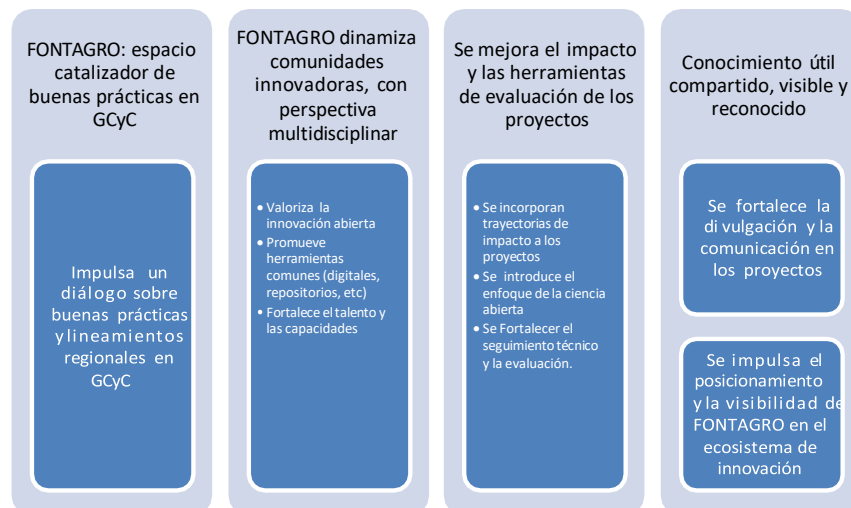 FONTAGRO: espacio
catalizador de
buenas prácticas en
GCyC
Impulsa un
diálogo sobre
buenas prácticas
y lineamientos
regionales en
GCyC
FONTAGRO dinamiza
comunidades
innovadoras, con
perspectiva
multidisciplinar
• Valoriza la
innovación abierta
• Promueve
herramientas
comunes (digitales,
repositorios, etc)
• Fortalece el talento y
las capacidades
Se mejora el impacto
y las herramientas
de evaluación de los
proyectos
• Se incorporan
trayectorias de
impacto a los
proyectos
• Se introduce el
enfoque de la ciencia
abierta
• Se Fortalecer el
seguimiento técnico
y la evaluación.
Conocimiento útil
compartido, visible y
reconocido
Se fortalece la
divulgación y la
comunicación en
los proyectos
Se impulsa el
posicionamiento
y la visibilidad de
FONTAGRO en el
ecosistema de
innovación